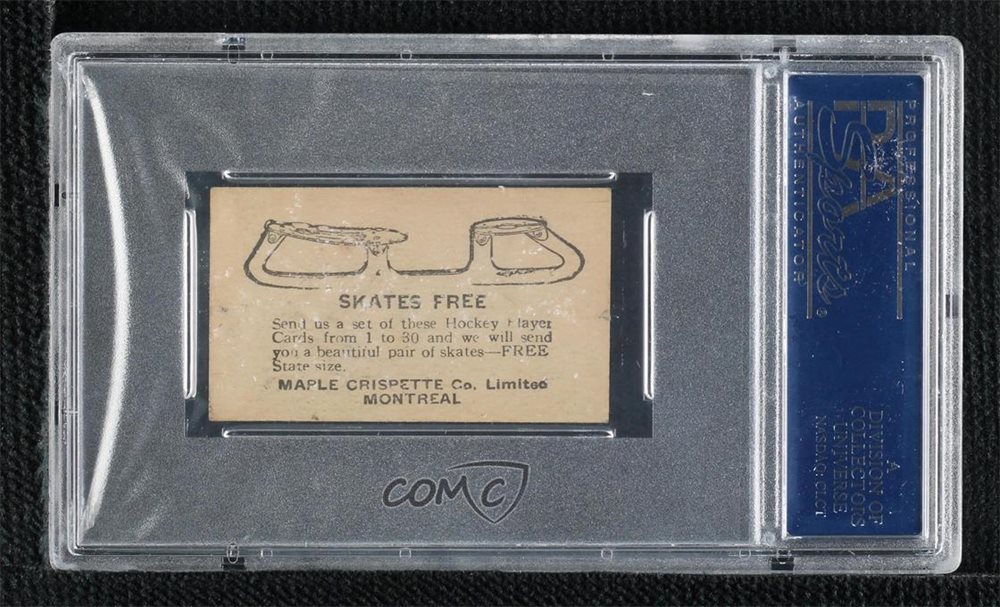 SKATES FREE
Send us a set of these Hockey Player
Cards from 1 to 30 and we will send
you a beautiful pair of skates—FREE
State size.
MAPLE CRISPETTE Co. Limited
MONTREAL
COMC
PROFESSIONAL
PSA
Sports
AUTHENTICATOR
A
DIVISION OF
COLLECTORS
UNIVERSE
NASDAQ: CLCT